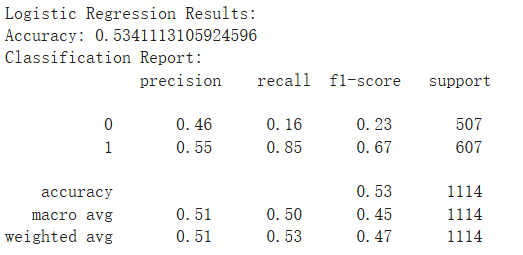 Logistic Regression Results:
Accuracy: 0.5341113105924596
Classification Report:
precision recall f1-score support
0 0.46 0.16 0.23 507
1 0.55 0.85 0.67 607
accuracy 0.53 1114
macro avg 0.51 0.50 0.45 1114
weighted avg 0.51 0.53 0.47 1114